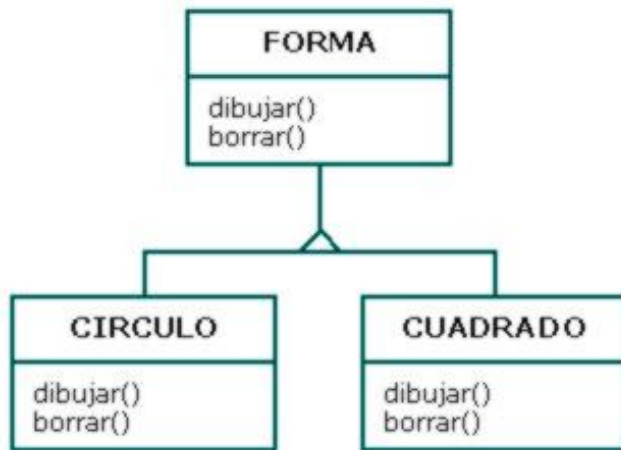 FORMA
dibujar()
borrar()
CIRCULO
dibujar()
borrar()
CUADRADO
dibujar()
borrar()